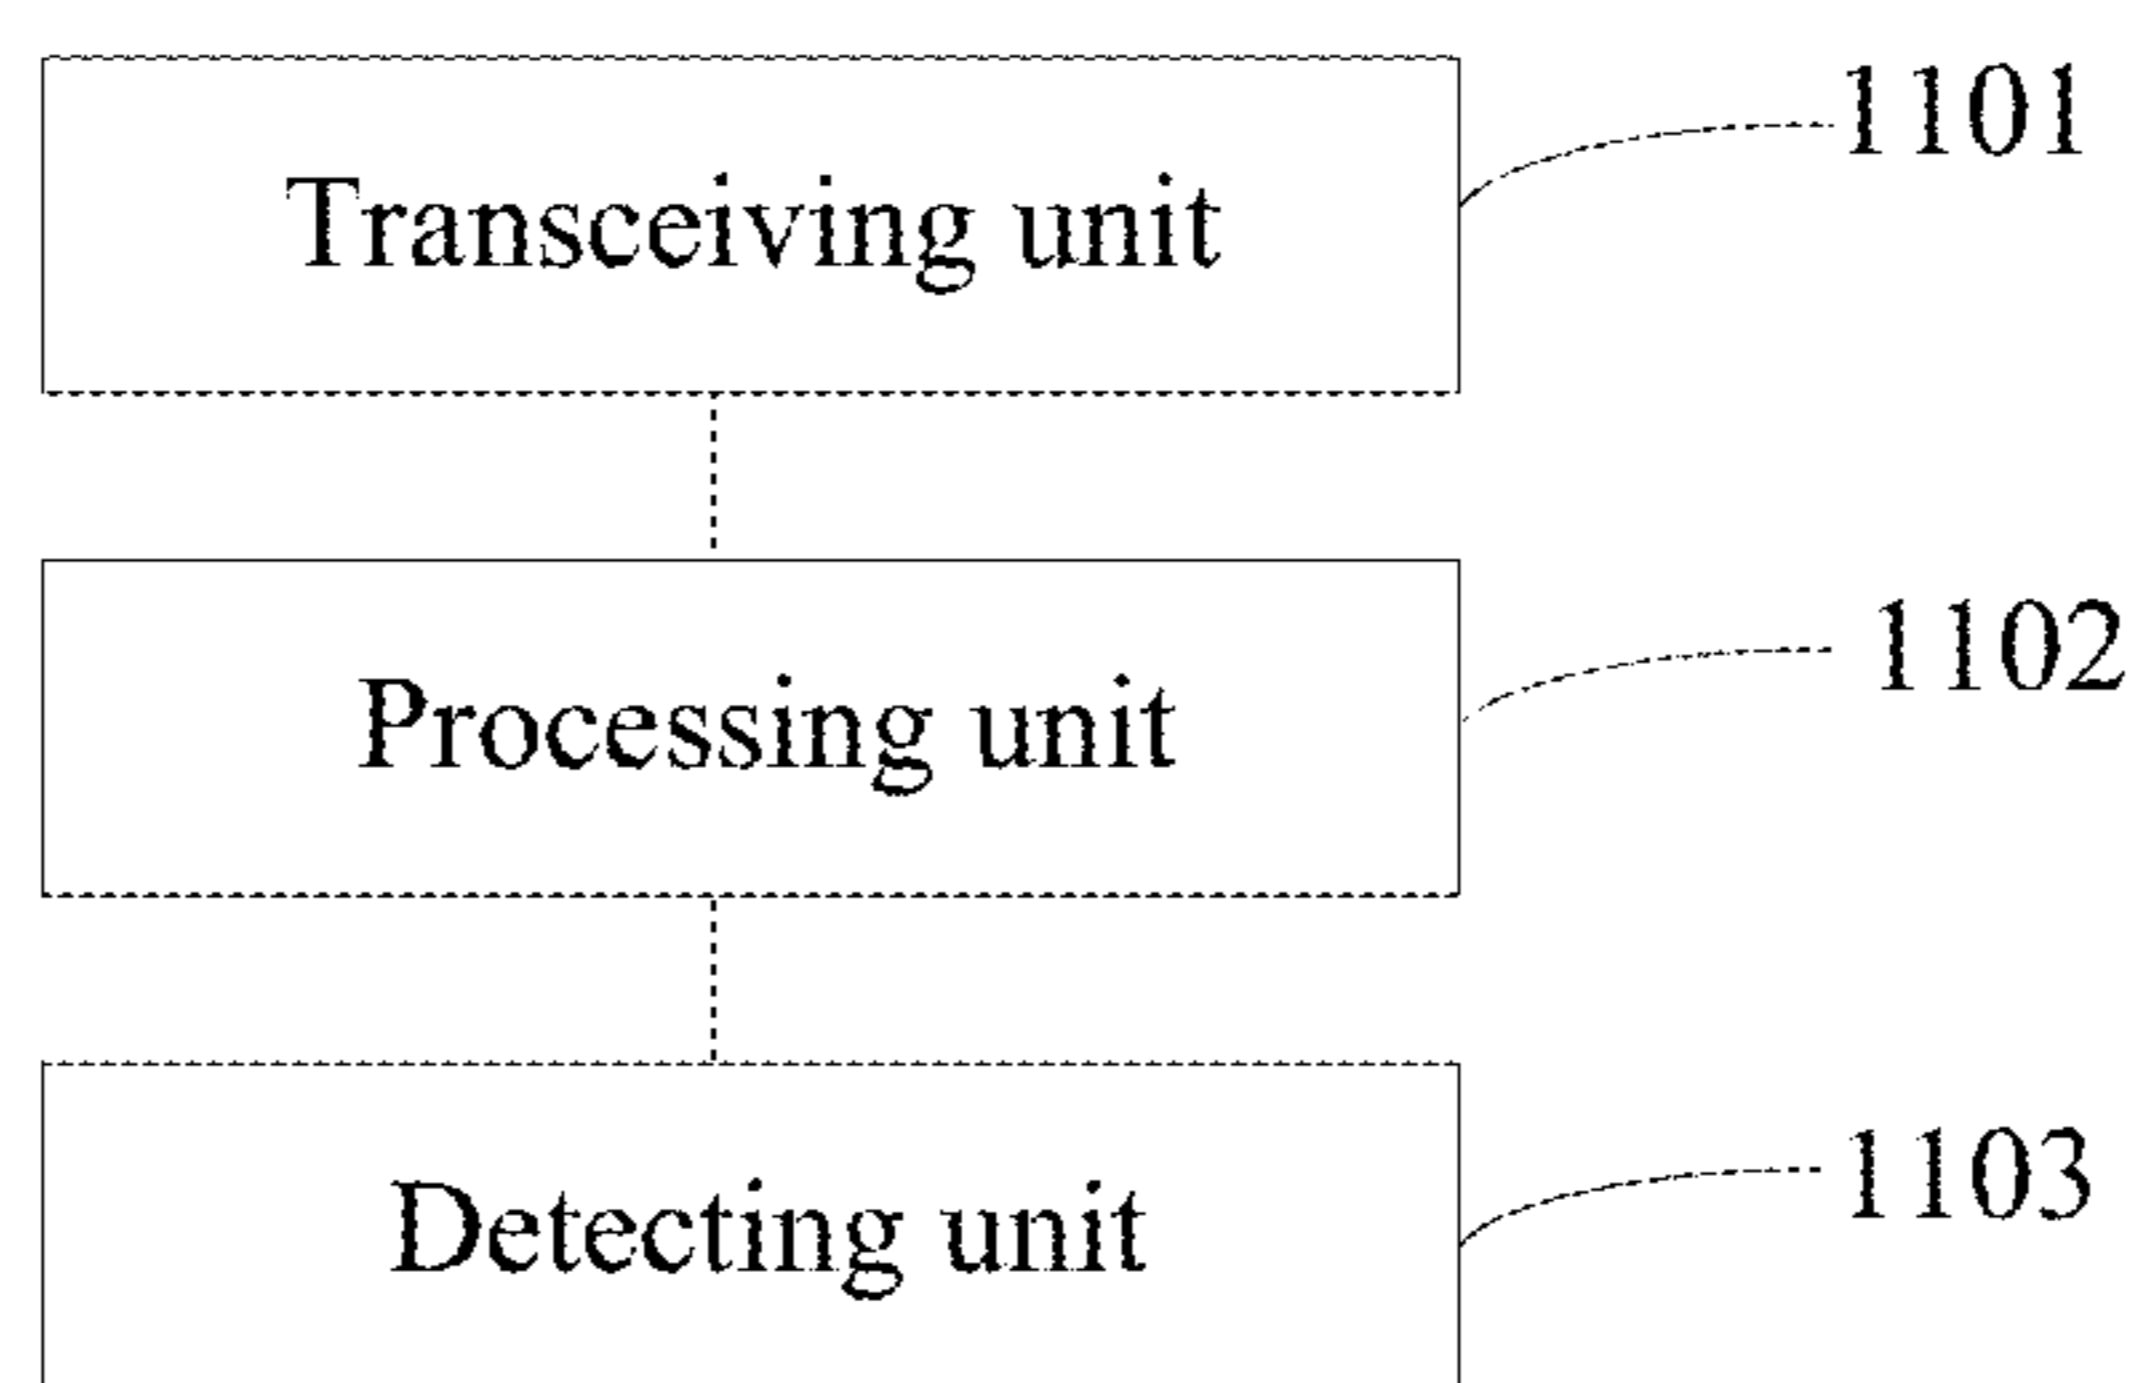 Transceiving unit 1101
Processing unit 1102
Detecting unit 1103